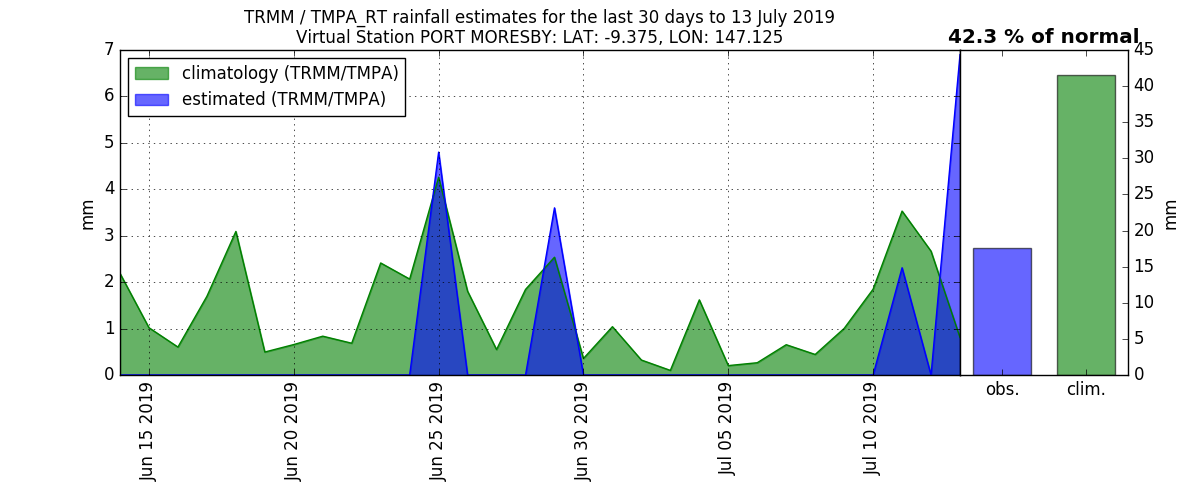 TRMM / TMPA_RT rainfall estimates for the last 30 days to 13 July 2019
Virtual Station PORT MORESBY: LAT: -9.375, LON: 147.125
42.3 % of normal
climatology (TRMM/TMPA)
estimated (TRMM/TMPA)
7
6
5
4
3
2
1
0
mm
Jun 15 2019
Jun 20 2019
Jun 25 2019
Jun 30 2019
Jul 05 2019
Jul 10 2019
obs.
clim.
45
40
35
30
25
20
15
10
5
0
mm